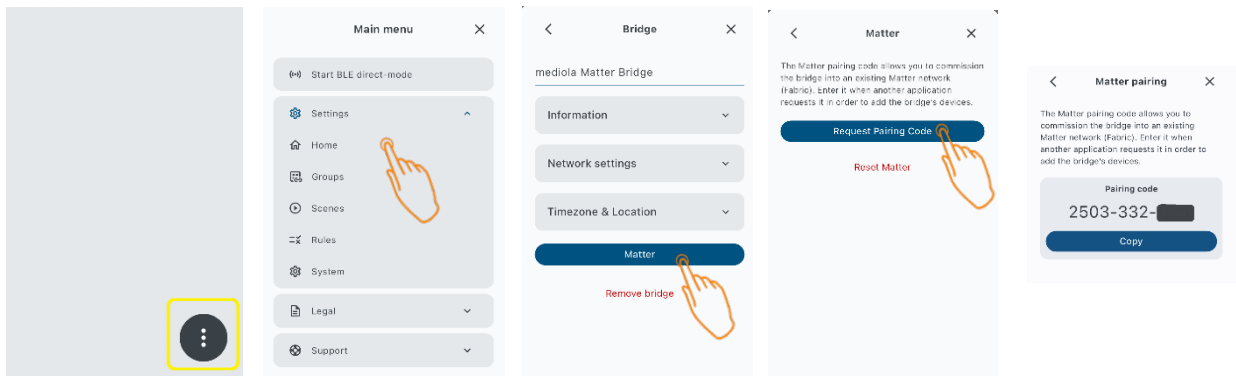 Main menu
Start BLE direct-mode
Settings
Home
Groups
Scenes
Rules
System
Legal
Support
Bridge
mediola Matter Bridge
Information
Network settings
Timezone & Location
Matter
Remove bridge
Matter
The Matter pairing code allows you to commission
the bridge into an existing Matter network
(Fabric). Enter it when another application
requests it in order to add the bridge's devices.
Request Pairing Code
Reset Matter
Matter pairing
The Matter pairing code allows you to
commission the bridge into an existing
Matter network (Fabric). Enter it when
another application requests it in order to
add the bridge's devices.
Pairing code
2503-332-
Copy